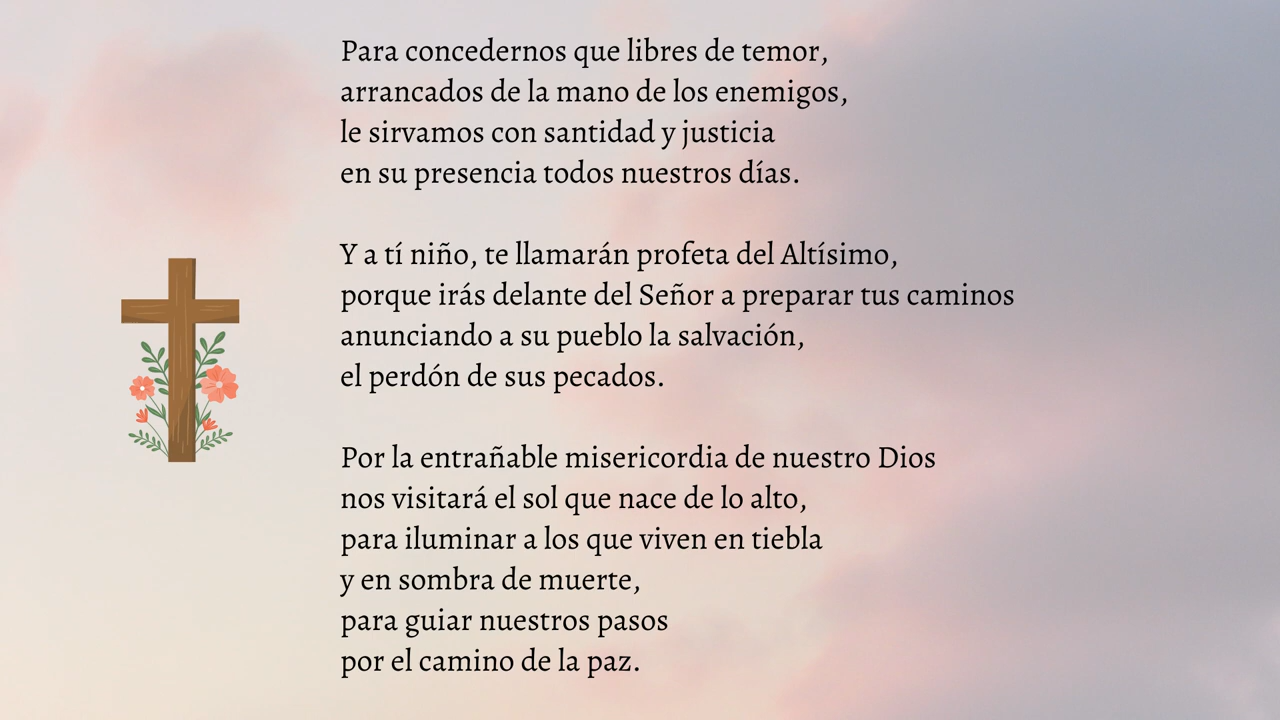 Para concedernos que libres de temor,
arrancados de la mano de los enemigos,
le sirvamos con santidad y justicia
en su presencia todos nuestros días.
Y a tí niño, te llamarán profeta del Altísimo,
porque irás delante del Señor a preparar tus caminos
anunciando a su pueblo la salvación,
el perdón de sus pecados.
Por la entrañable misericordia de nuestro Dios
nos visitará el sol que nace de lo alto,
para iluminar a los que viven en tiebla
y en sombra de muerte,
para guiar nuestros pasos
por el camino de la paz.